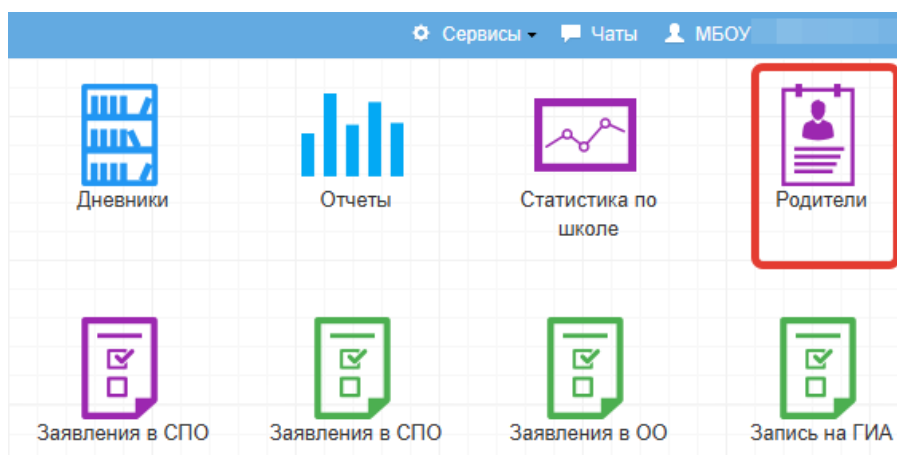 Сервисы Чаты МБОУ
Дневники Отчеты Статистика по школе Родители
Заявления в СПО Заявления в СПО Заявления в ОО Запись на ГИА